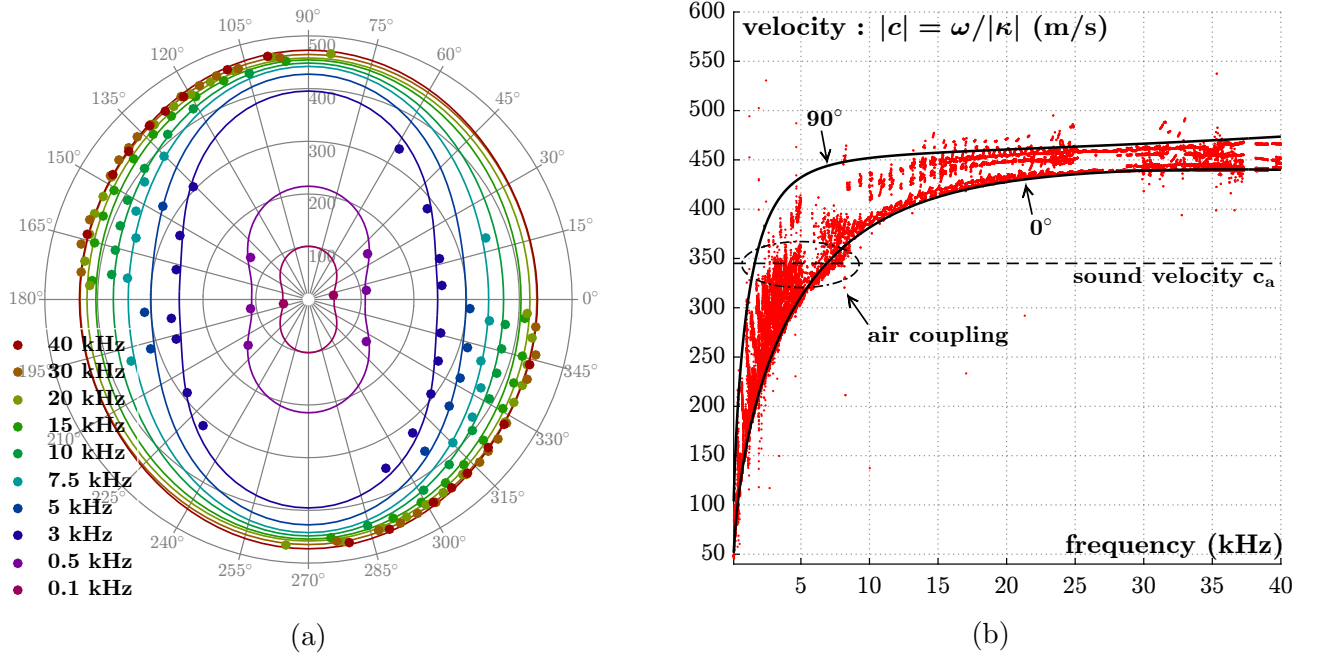 90°
75°
60°
45°
30°
15°
0°
345°
330°
315°
300°
285°
270°
255°
240°
225°
210°
195°
180°
165°
150°
135°
120°
105°
500
400
300
200
100
40 kHz
30 kHz
20 kHz
15 kHz
10 kHz
7.5 kHz
5 kHz
3 kHz
0.5 kHz
0.1 kHz
(a)
velocity : |c| = ω/|κ| (m/s)
600
550
500
450
400
350
300
250
200
150
100
50
90°
0°
sound velocity cₐ
air coupling
frequency (kHz)
5 10 15 20 25 30 35 40
(b)